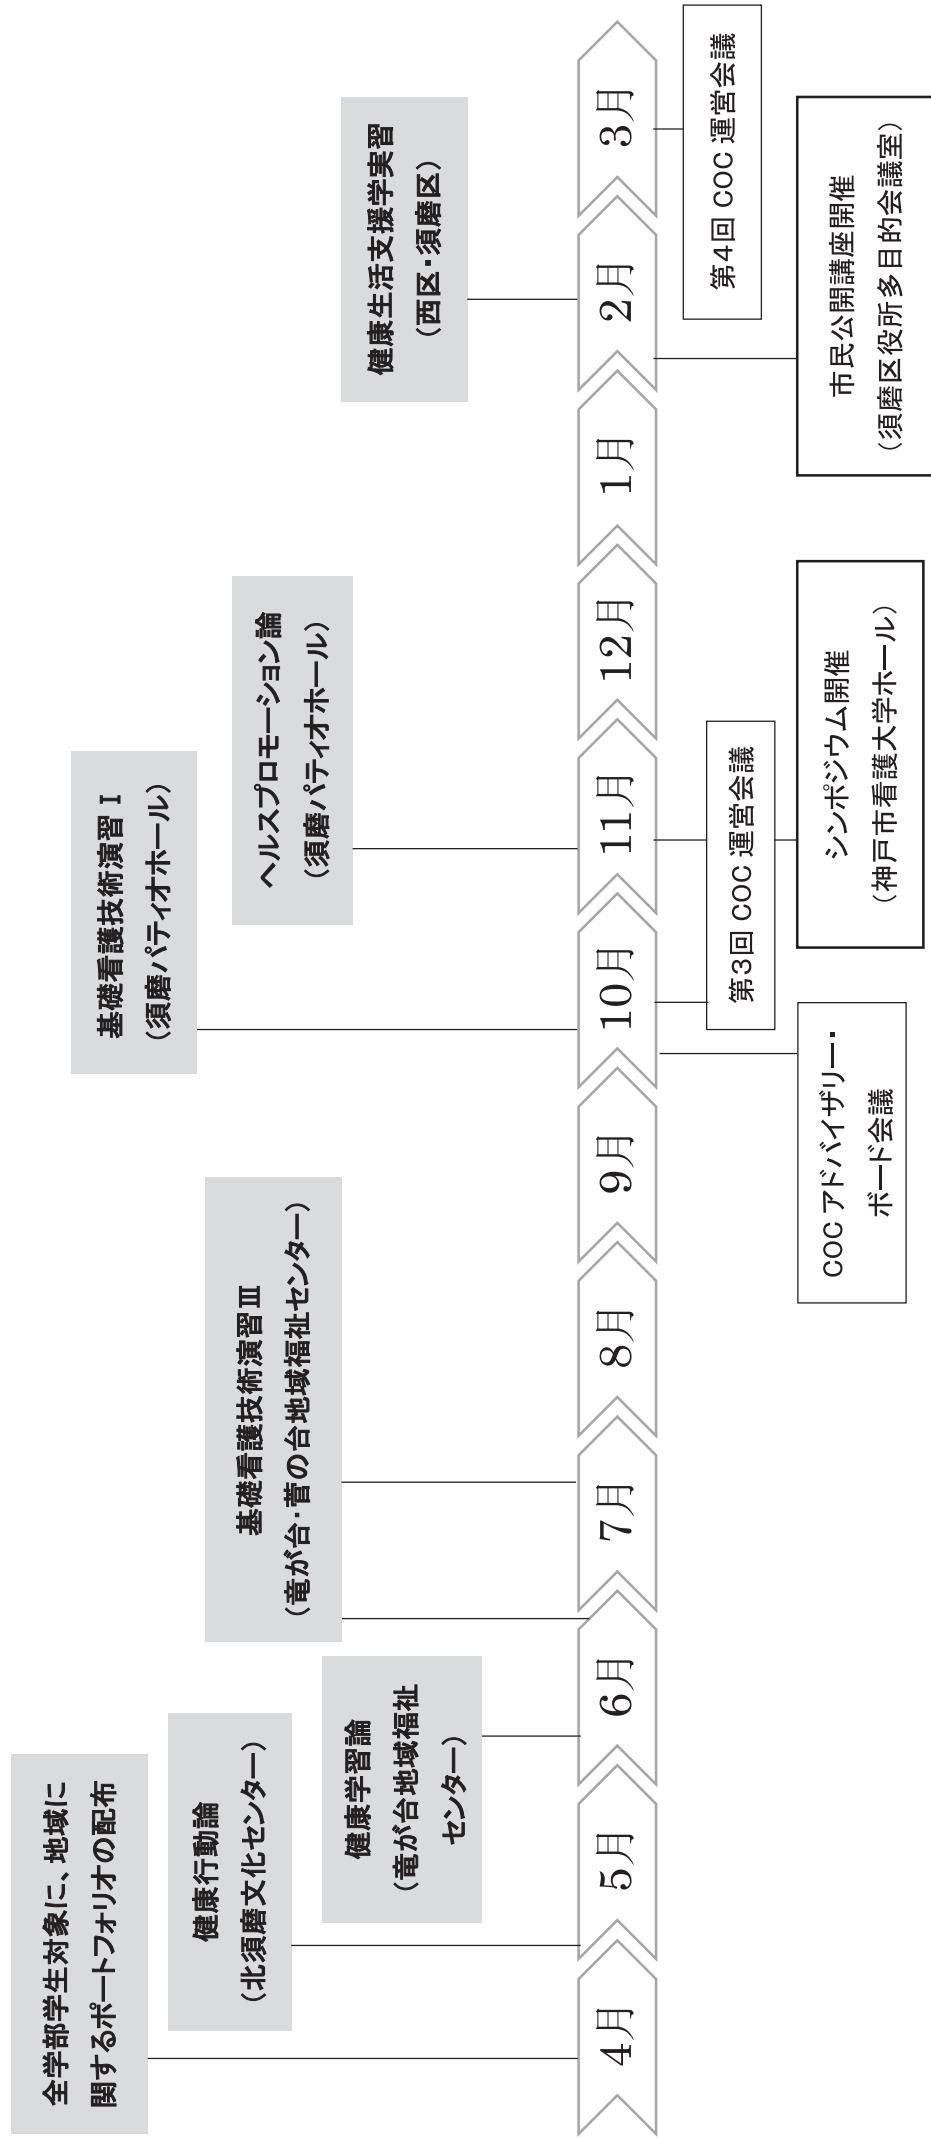 全学部学生対象に、地域に
関するポートフォリオの配布
健康行動論
（北須磨文化センター）
健康学習論
（竜が台地域福祉
センター）
基礎看護技術演習Ⅲ
（竜が台・菅の台地域福祉センター）
基礎看護技術演習Ⅰ
（須磨パティオホール）
ヘルスプロモーション論
（須磨パティオホール）
健康生活支援学実習
（西区・須磨区）
4月
5月
6月
7月
8月
9月
10月
11月
12月
1月
2月
3月
COC アドバイザリー・
ボード会議
第3回 COC 運営会議
シンポジウム開催
（神戸市看護大学ホール）
第4回 COC 運営会議
市民公開講座開催
（須磨区役所多目的会議室）